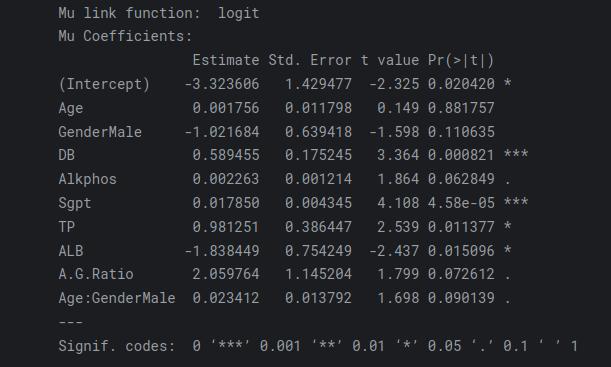 Mu link function:  logit
Mu Coefficients:
                 Estimate Std. Error t value Pr(>|t|)
(Intercept)     -3.323606   1.429477  -2.325 0.020420 *
Age              0.001756   0.011798   0.149 0.881757
GenderMale      -1.021684   0.639418  -1.598 0.110635
DB               0.589455   0.175245   3.364 0.000821 ***
Alkphos          0.002263   0.001214   1.864 0.062849 .
Sgpt             0.017850   0.004345   4.108 4.58e-05 ***
TP               0.981251   0.386447   2.539 0.011377 *
ALB             -1.838449   0.754249  -2.437 0.015096 *
A.G.Ratio        2.059764   1.145204   1.799 0.072612 .
Age:GenderMale   0.023412   0.013792   1.698 0.090139 .
---
Signif. codes:  0 ‘***’ 0.001 ‘**’ 0.01 ‘*’ 0.05 ‘.’ 0.1 ‘ ’ 1